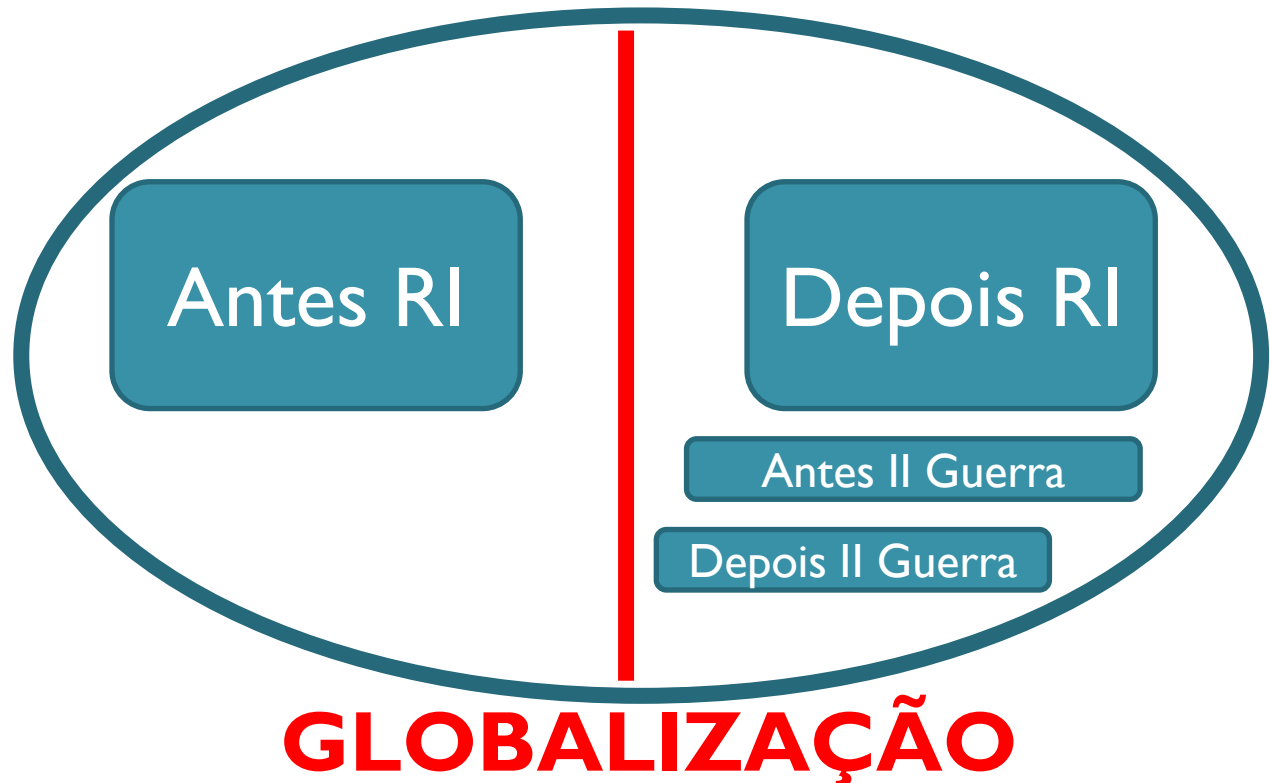 Antes RI
Depois RI
Antes II Guerra
Depois II Guerra
GLOBALIZAÇÃO